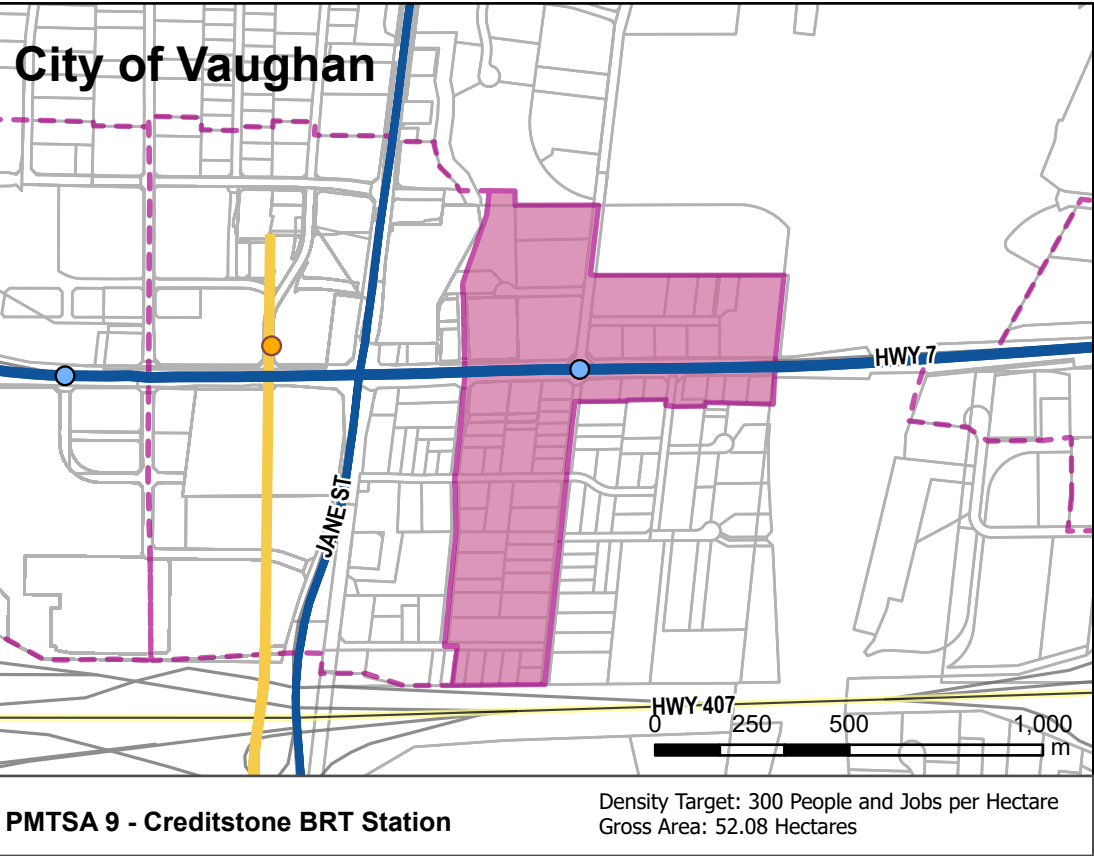 City of Vaughan
HWY 7
JANE ST
HWY 407
0 250 500 1,000
m
PMTSA 9 - Creditstone BRT Station
Density Target: 300 People and Jobs per Hectare
Gross Area: 52.08 Hectares